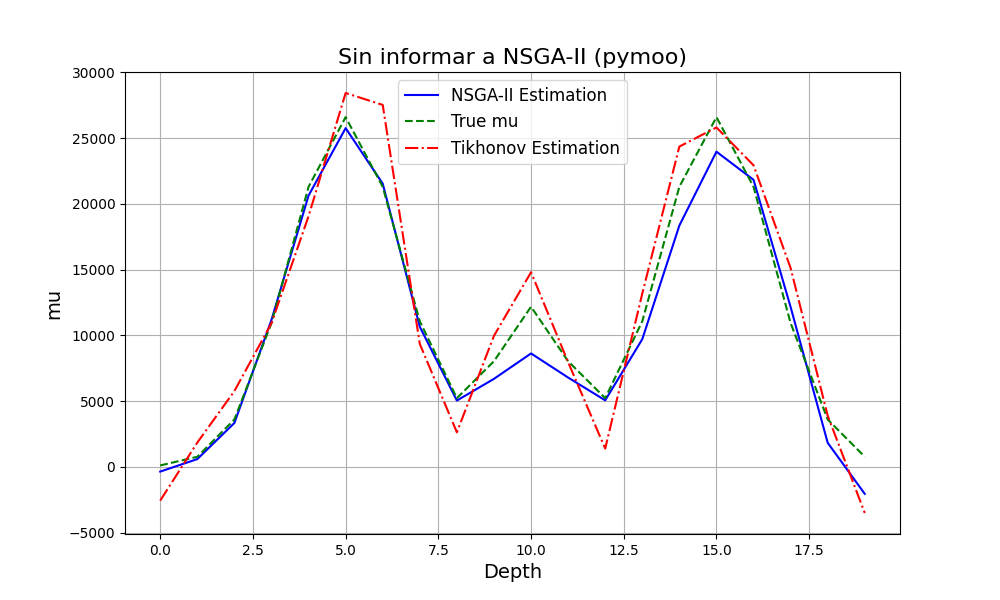 Sin informar a NSGA-II (pymoo)
NSGA-II Estimation
True mu
Tikhonov Estimation
30000
25000
20000
15000
10000
5000
0
−5000
mu
0.0 2.5 5.0 7.5 10.0 12.5 15.0 17.5
Depth